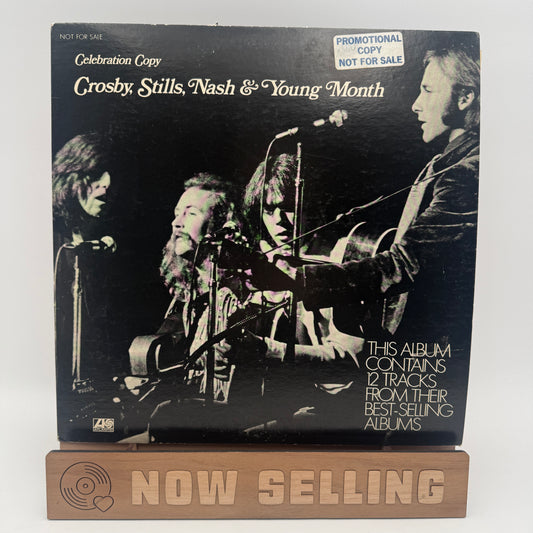 NOT FOR SALE
PROMOTIONAL
COPY
NOT FOR SALE
Celebration Copy
Crosby, Stills, Nash & Young Month
THIS ALBUM
CONTAINS
12 TRACKS
FROM THEIR
BEST-SELLING
ALBUMS
NOW SELLING